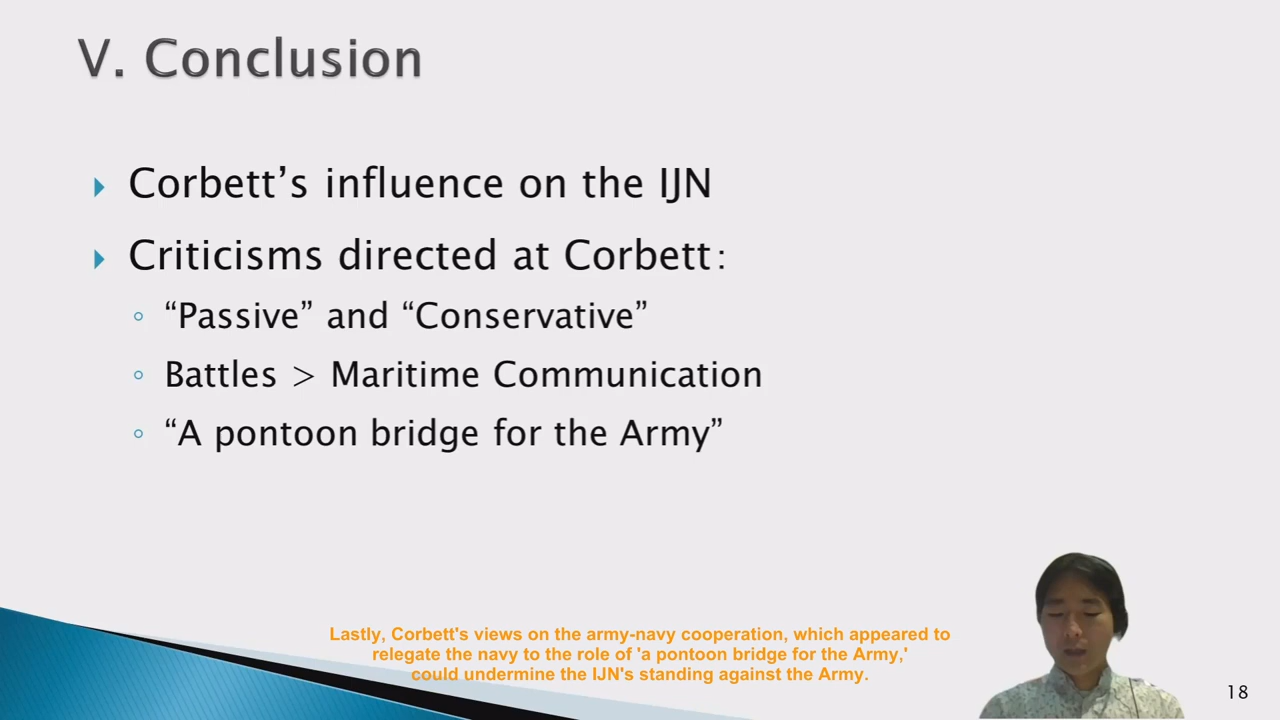 V. Conclusion
Corbett’s influence on the IJN
Criticisms directed at Corbett:
“Passive” and “Conservative”
Battles > Maritime Communication
“A pontoon bridge for the Army”
Lastly, Corbett's views on the army-navy cooperation, which appeared to
relegate the navy to the role of 'a pontoon bridge for the Army,'
could undermine the IJN's standing against the Army.
18